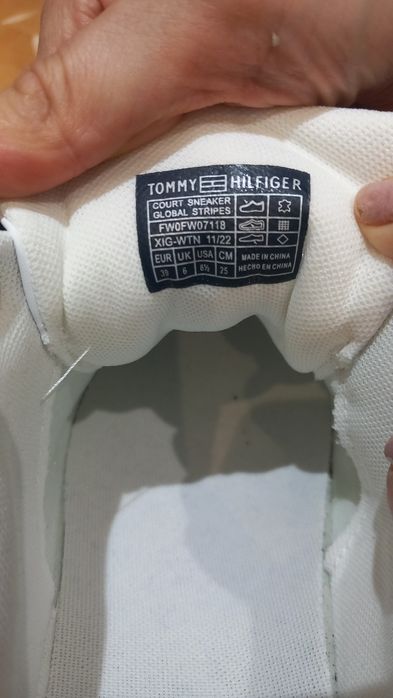 TOMMY HILFIGER
COURT SNEAKER
GLOBAL STRIPES
FW0FW07118
XIG-WTN 11/22
EUR UK USA CM
39 6 8½ 25
MADE IN CHINA
HECHO EN CHINA